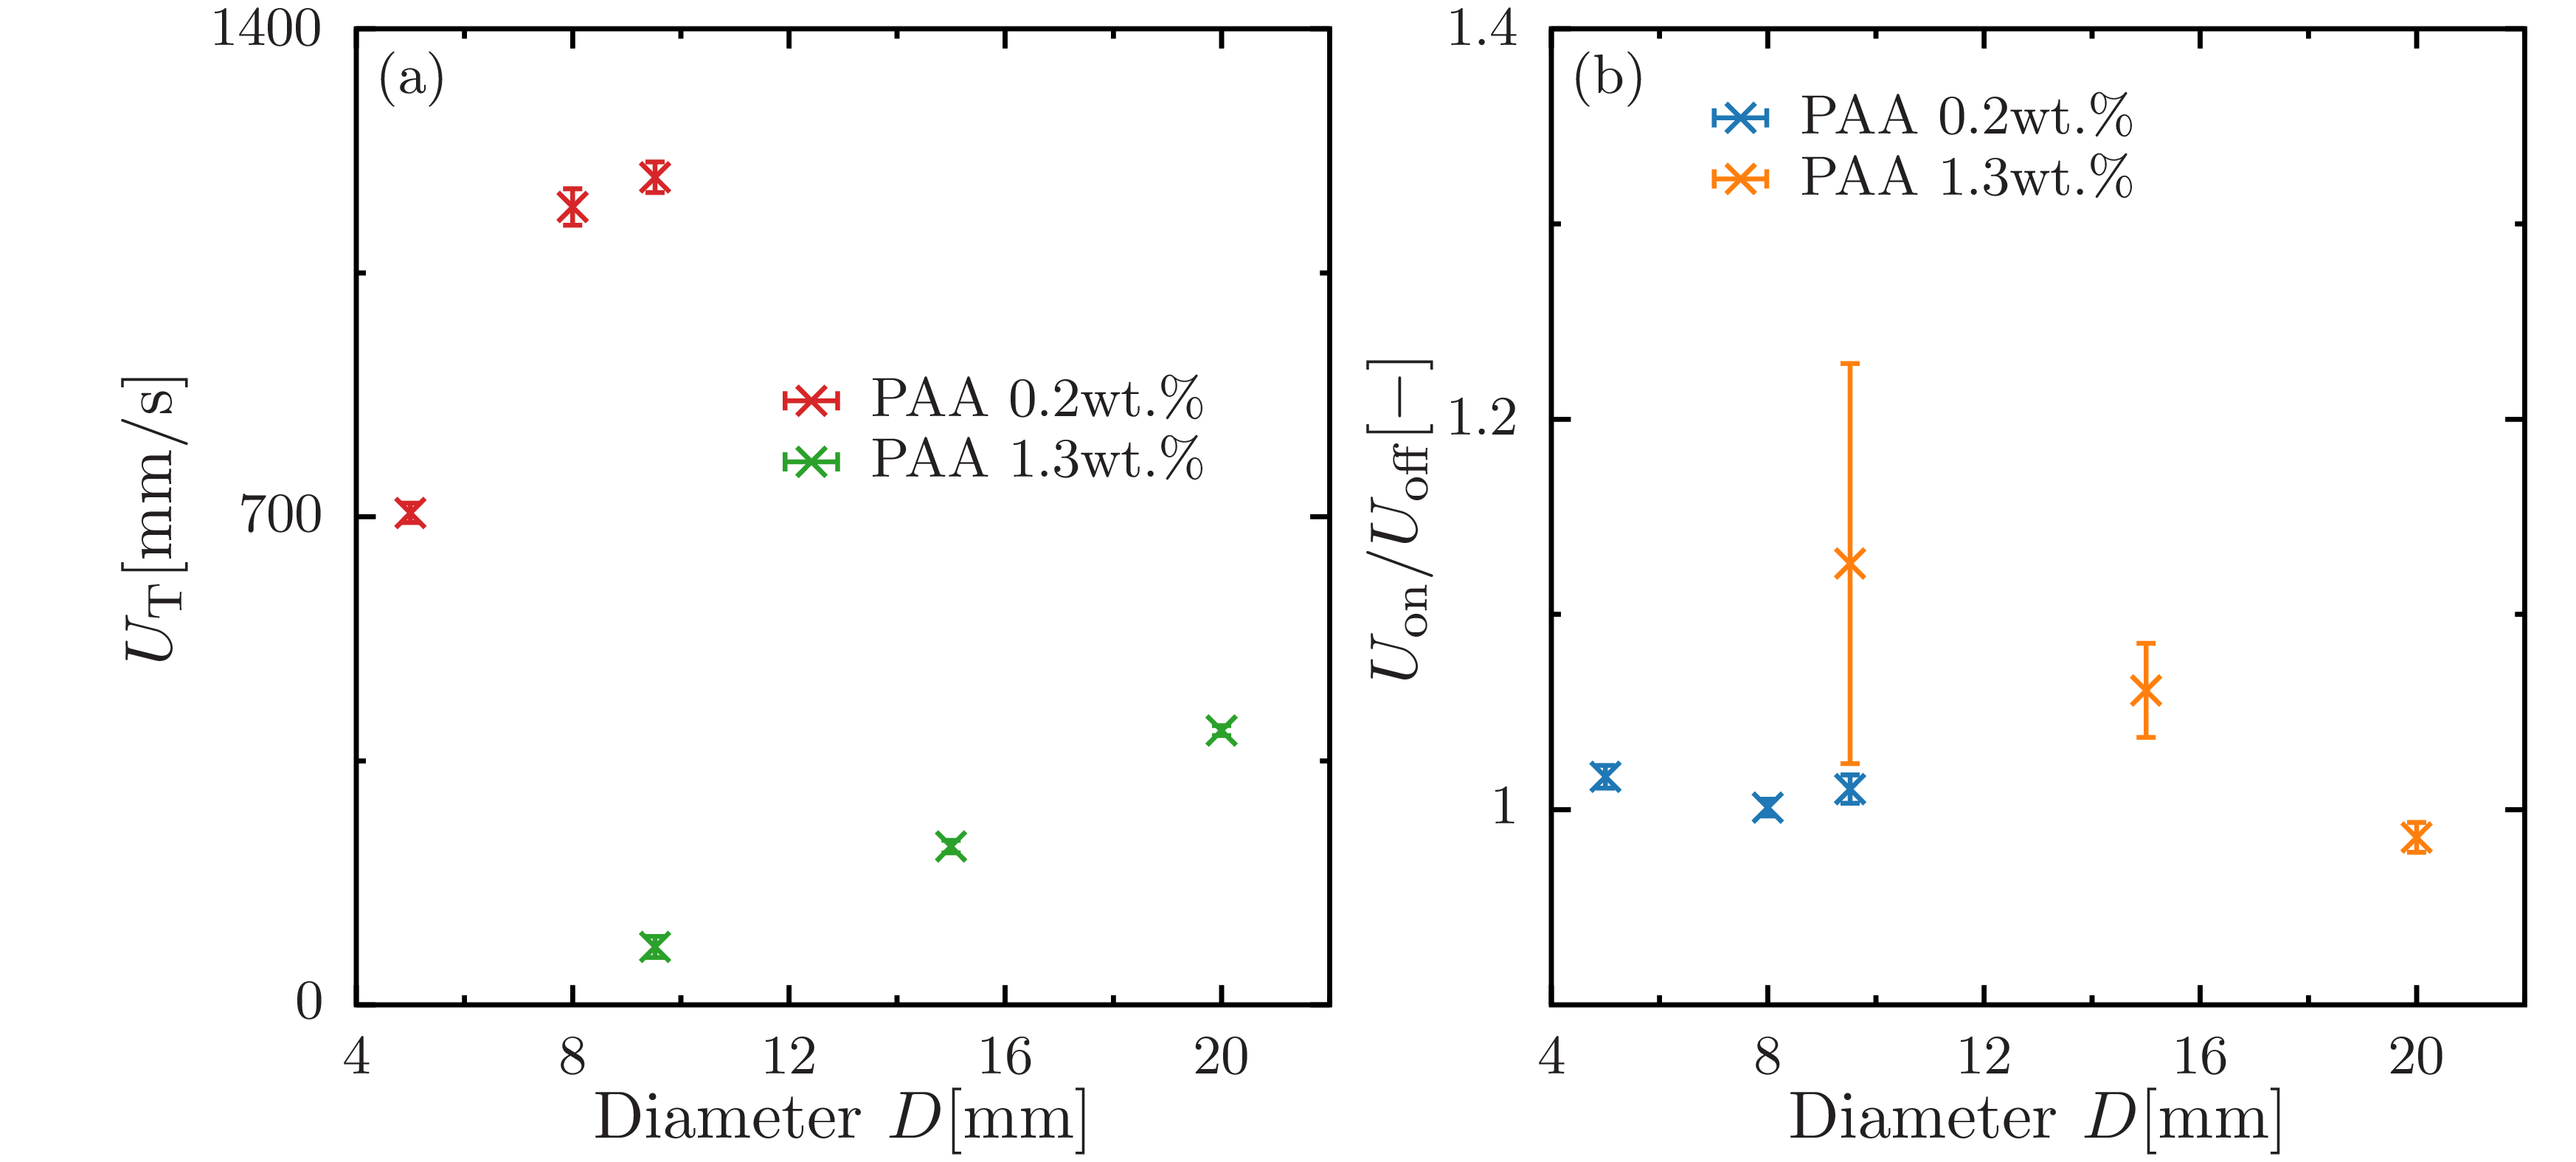 (a)
1400
700
0
U_T[mm/s]
PAA 0.2wt.%
PAA 1.3wt.%
4 8 12 16 20
Diameter D[mm]
(b)
1.4
1.2
1
U_on/U_off[−]
PAA 0.2wt.%
PAA 1.3wt.%
4 8 12 16 20
Diameter D[mm]